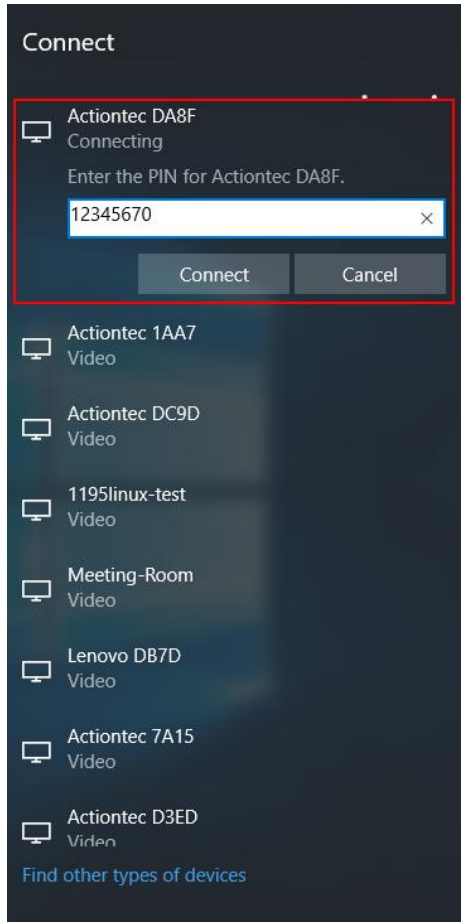 Connect
Actiontec DA8F
Connecting
Enter the PIN for Actiontec DA8F.
12345670
Connect Cancel
Actiontec 1AA7
Video
Actiontec DC9D
Video
1195linux-test
Video
Meeting-Room
Video
Lenovo DB7D
Video
Actiontec 7A15
Video
Actiontec D3ED
Video
Find other types of devices